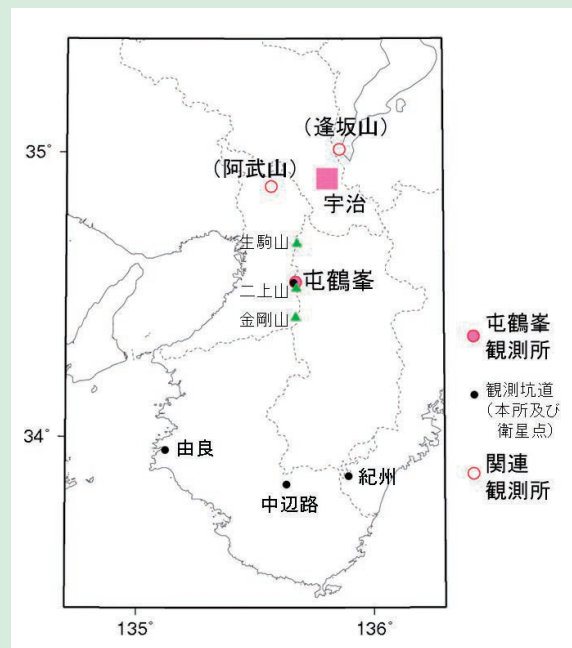 35°
34°
135°
136°
(逢坂山)
(阿武山)
宇治
生駒山
屯鶴峯
二上山
金剛山
由良
中辺路
紀州
屯鶴峯
観測所
観測坑道
(本所及び
衛星点)
関連
観測所